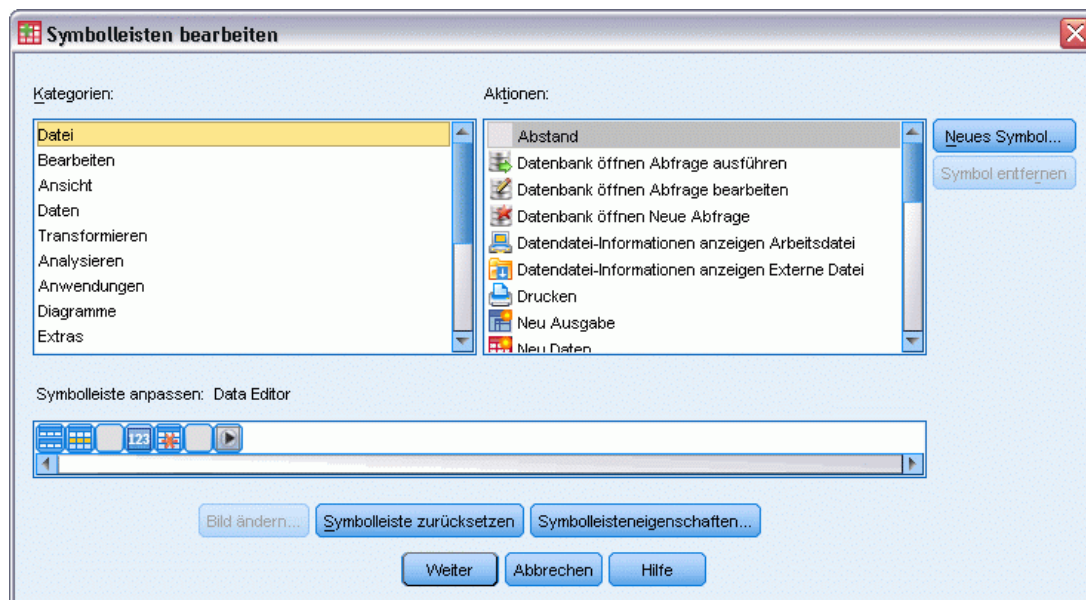 Symbolleisten bearbeiten
Kategorien:
Datei
Bearbeiten
Ansicht
Daten
Transformieren
Analysieren
Anwendungen
Diagramme
Extras
Aktionen:
Abstand
Datenbank öffnen Abfrage ausführen
Datenbank öffnen Abfrage bearbeiten
Datenbank öffnen Neue Abfrage
Datendatei-Informationen anzeigen Arbeitsdatei
Datendatei-Informationen anzeigen Externe Datei
Drucken
Neu Ausgabe
Neu Daten
Neues Symbol...
Symbol entfernen
Symbolleiste anpassen: Data Editor
123
Bild ändern...
Symbolleiste zurücksetzen
Symbolleisteneigenschaften...
Weiter
Abbrechen
Hilfe